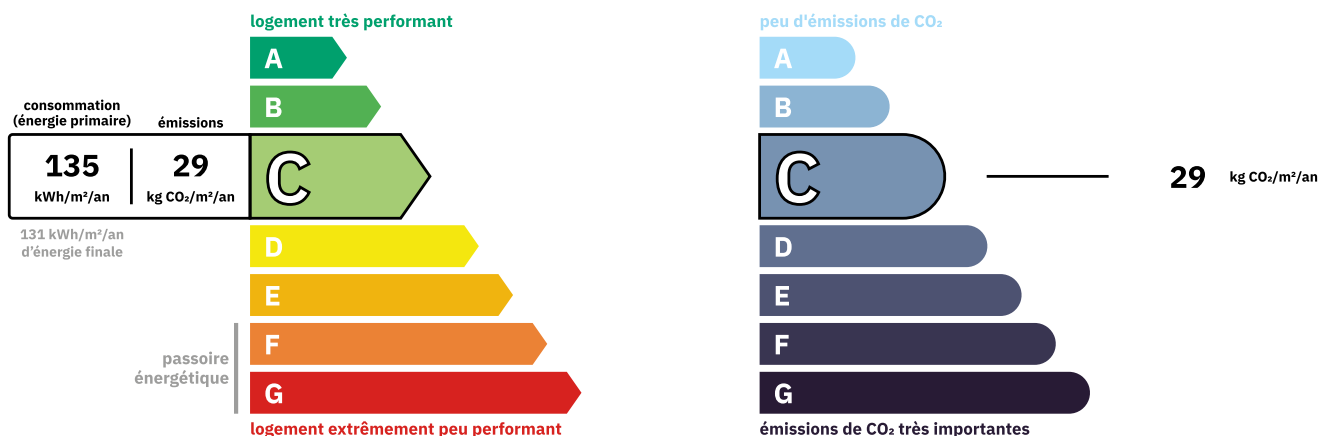 logement très performant
A
B
consommation
(énergie primaire)
émissions
135
kWh/m²/an
29
kg CO₂/m²/an
C
131 kWh/m²/an
d'énergie finale
D
E
F
passoire
énergétique
G
logement extrêmement peu performant
peu d'émissions de CO₂
A
B
C
29 kg CO₂/m²/an
D
E
F
G
émissions de CO₂ très importantes